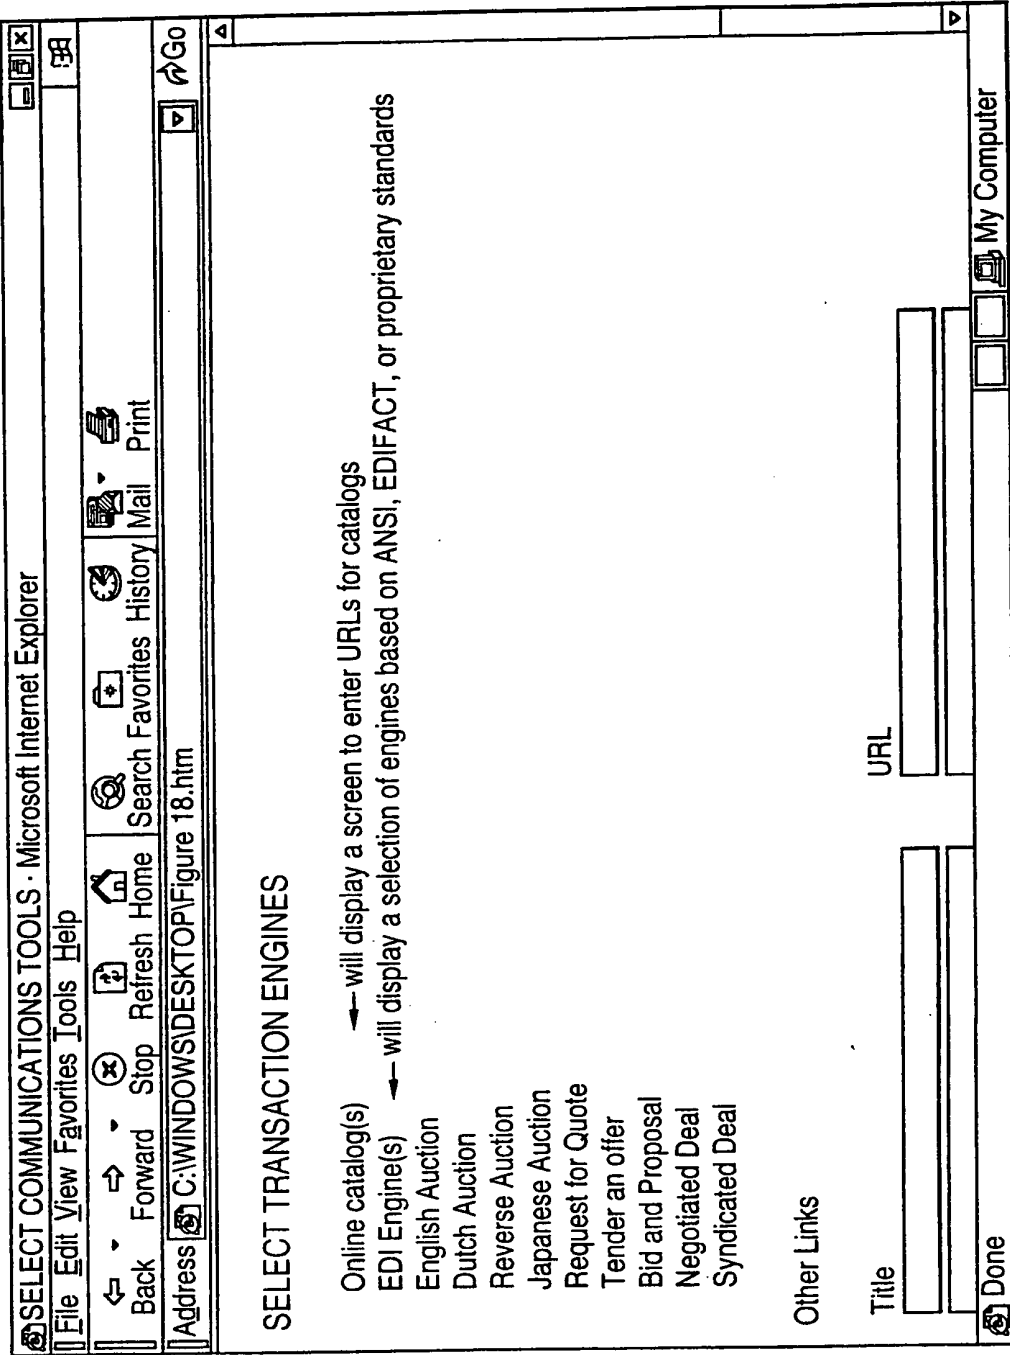 SELECT COMMUNICATIONS TOOLS · Microsoft Internet Explorer
File Edit View Favorites Tools Help
Back Forward Stop Refresh Home Search Favorites History Mail Print
Address C:\WINDOWS\DESKTOP\Figure 18.htm Go
SELECT TRANSACTION ENGINES
Online catalog(s) will display a screen to enter URLs for catalogs
EDI Engine(s) will display a selection of engines based on ANSI, EDIFACT, or proprietary standards
English Auction
Dutch Auction
Reverse Auction
Japanese Auction
Request for Quote
Tender an offer
Bid and Proposal
Negotiated Deal
Syndicated Deal
Other Links
Title URL
Done My Computer